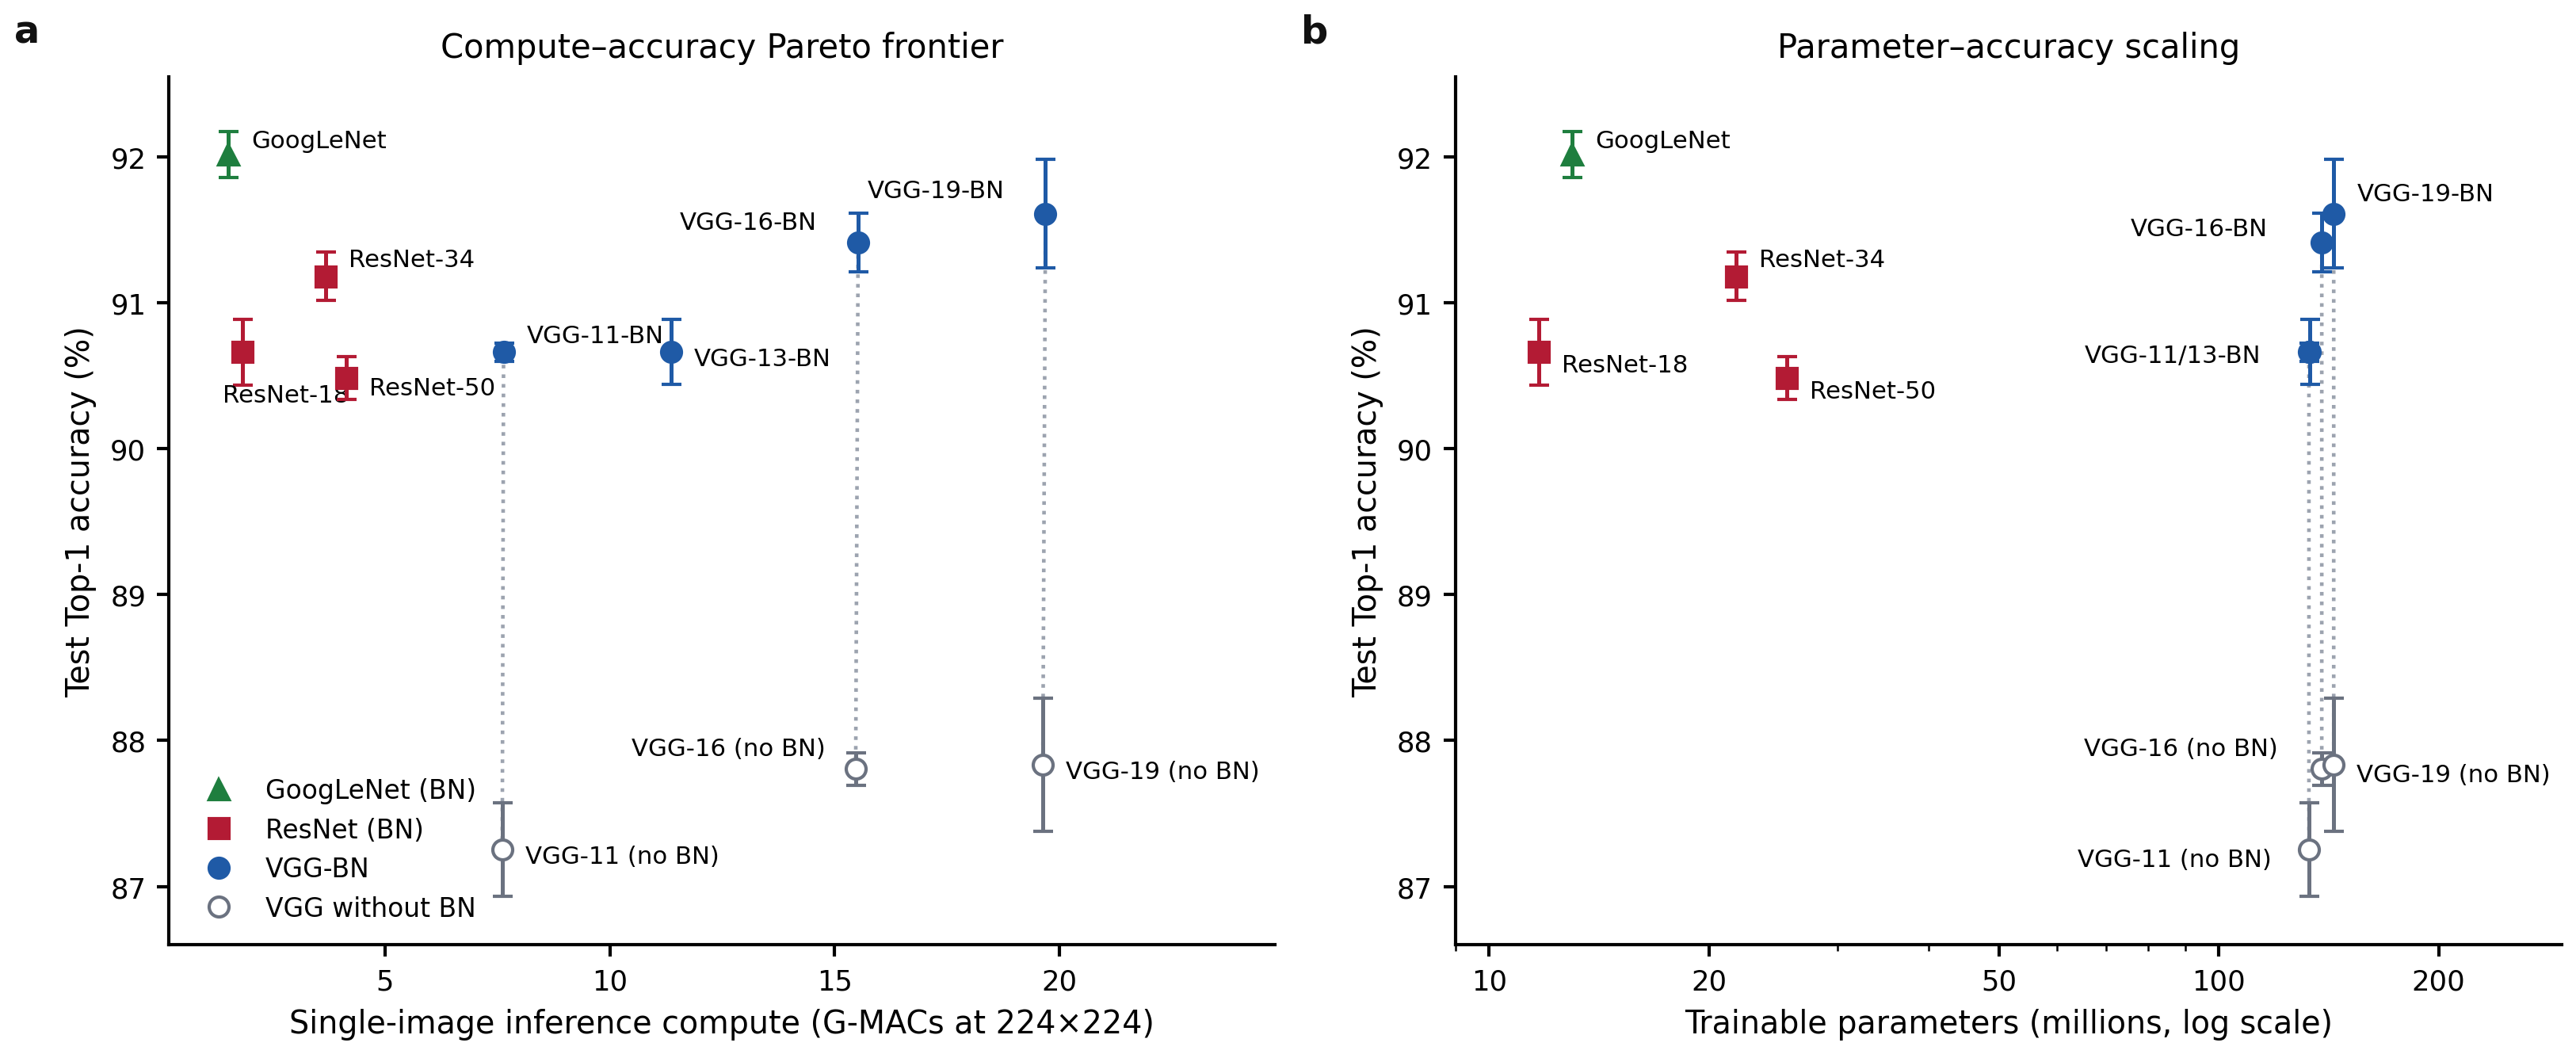 a
Compute–accuracy Pareto frontier
Test Top-1 accuracy (%)
92
91
90
89
88
87
GoogLeNet
VGG-19-BN
VGG-16-BN
ResNet-34
VGG-11-BN
VGG-13-BN
ResNet-18
ResNet-50
VGG-16 (no BN)
VGG-19 (no BN)
VGG-11 (no BN)
GoogLeNet (BN)
ResNet (BN)
VGG-BN
VGG without BN
5
10
15
20
Single-image inference compute (G-MACs at 224×224)
b
Parameter–accuracy scaling
Test Top-1 accuracy (%)
92
91
90
89
88
87
GoogLeNet
VGG-19-BN
VGG-16-BN
ResNet-34
VGG-11/13-BN
ResNet-18
ResNet-50
VGG-16 (no BN)
VGG-19 (no BN)
VGG-11 (no BN)
10
20
50
100
200
Trainable parameters (millions, log scale)